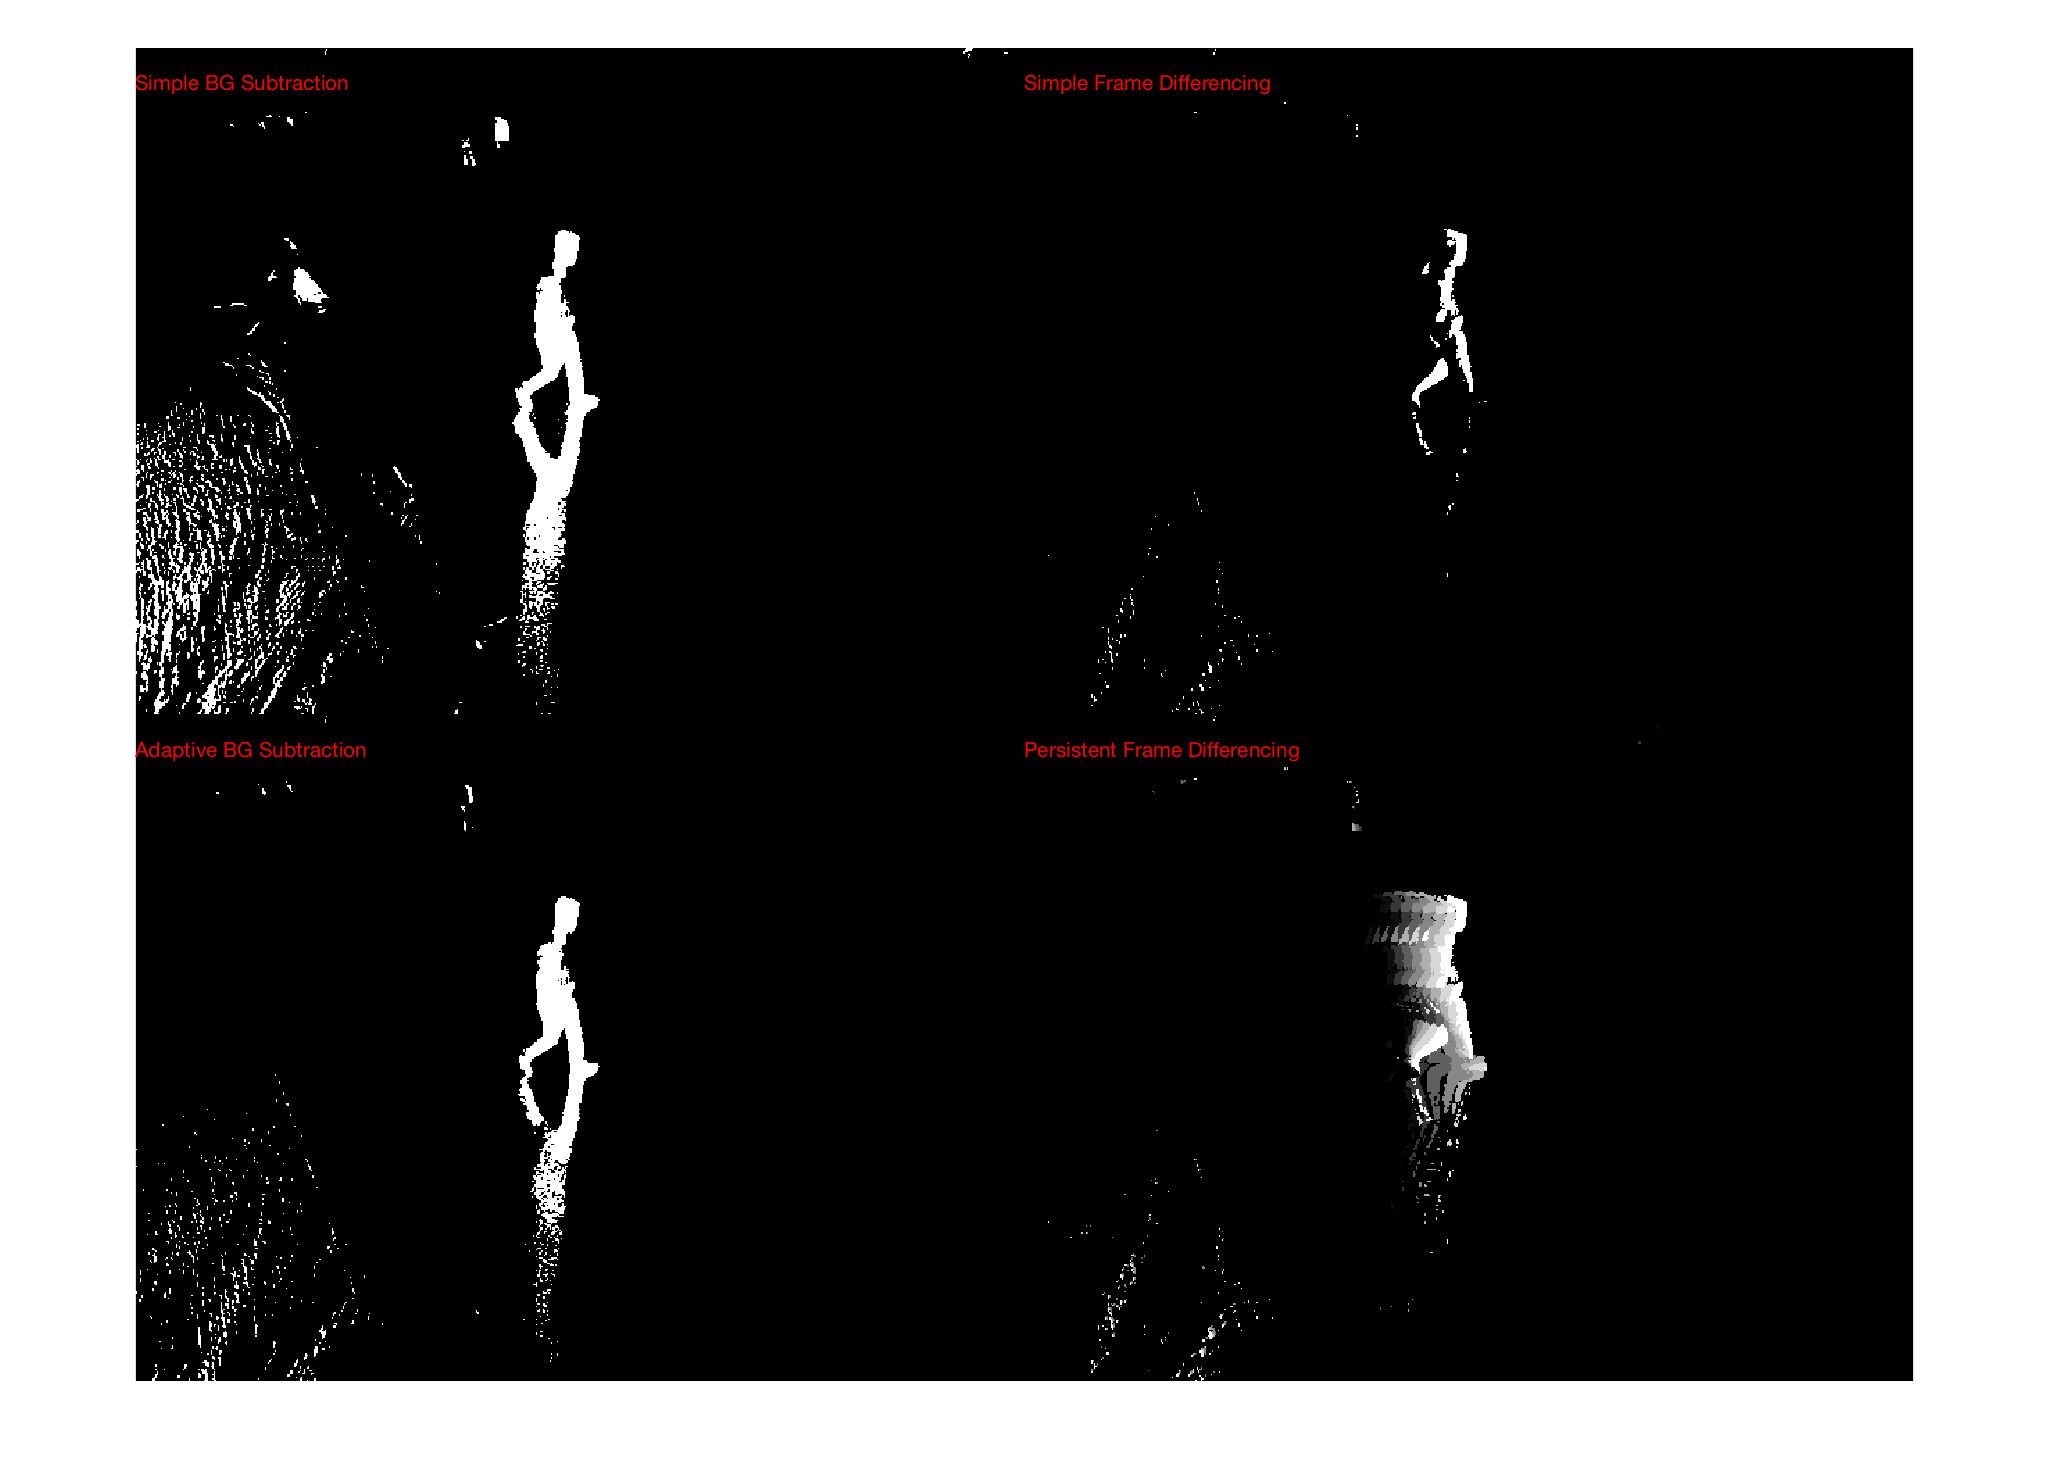 Simple BG Subtraction
Simple Frame Differencing
Adaptive BG Subtraction
Persistent Frame Differencing